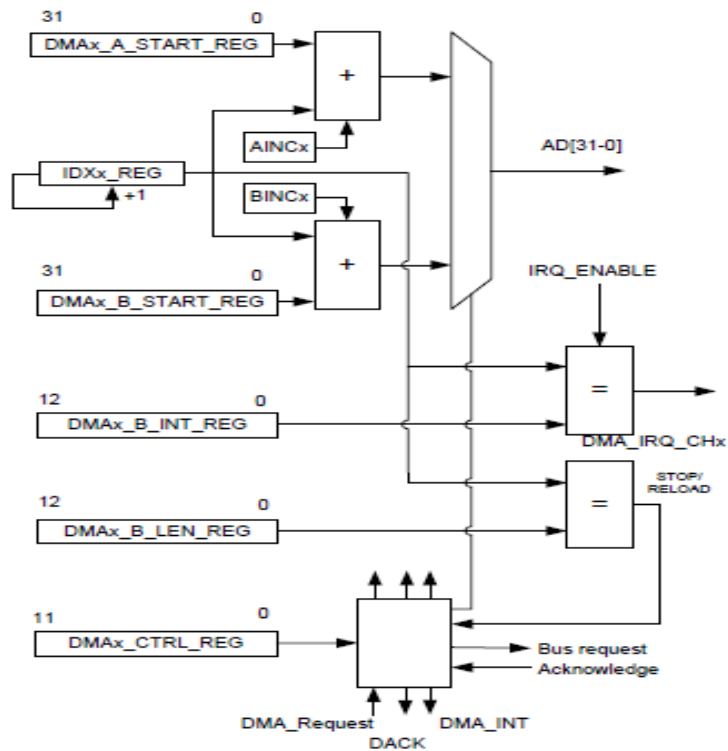 31 0
DMAx_A_START_REG
+
AINCx
AD[31-0]
IDXx_REG
+1
BINCx
+
31 0
DMAx_B_START_REG
IRQ_ENABLE
12 0
DMAx_B_INT_REG
=
DMA_IRQ_CHx
12 0
DMAx_B_LEN_REG
=
STOP/
RELOAD
11 0
DMAx_CTRL_REG
Bus request
Acknowledge
DMA_Request
DMA_INT
DACK